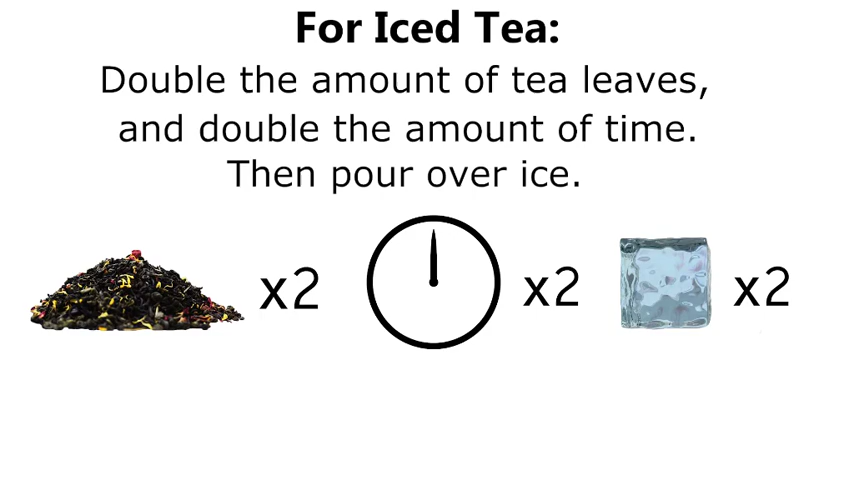 For Iced Tea:
Double the amount of tea leaves,
and double the amount of time.
Then pour over ice.
x2 x2 x2